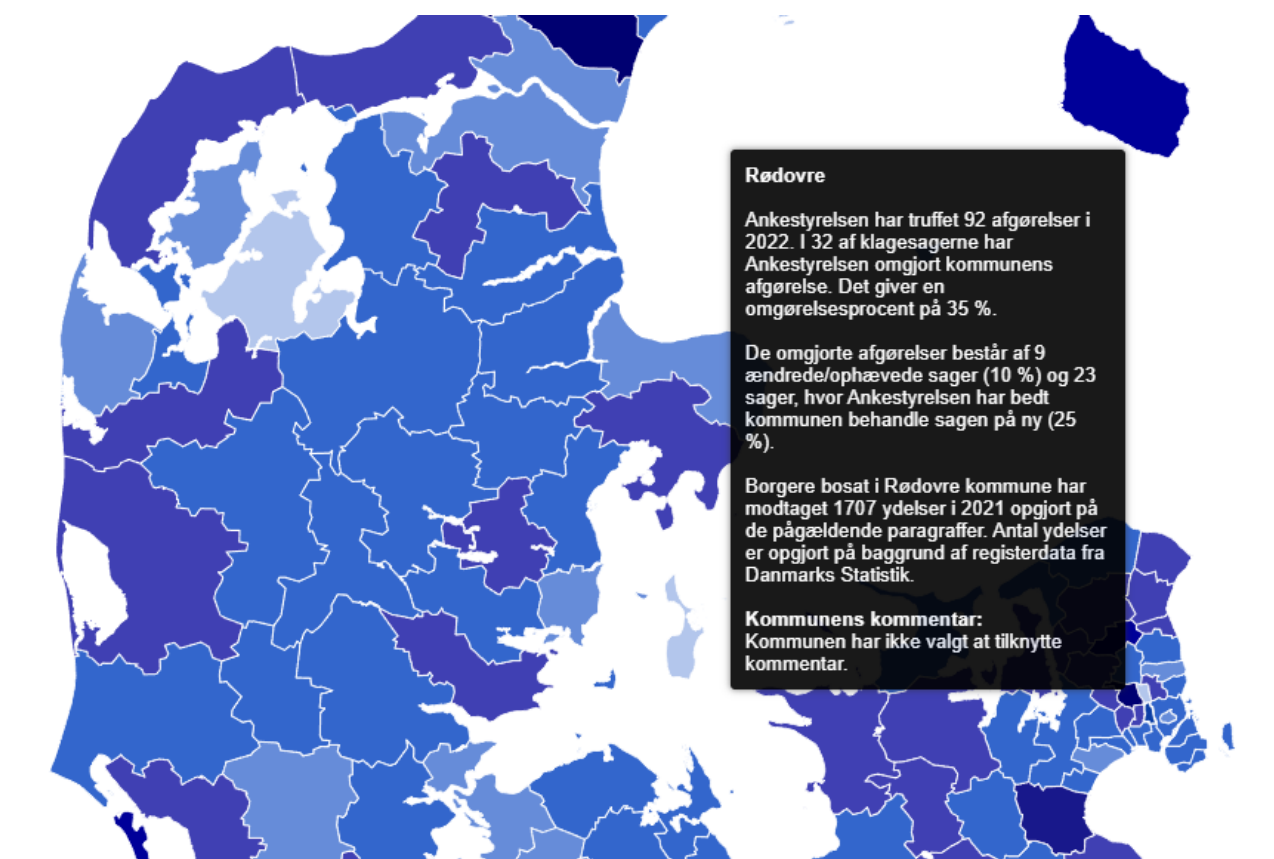 Rødovre
Ankestyrelsen har truffet 92 afgørelser i
2022. I 32 af klagesagerne har
Ankestyrelsen omgjort kommunens
afgørelse. Det giver en
omgørelsesprocent på 35 %.
De omgjorte afgørelser består af 9
ændrede/ophævede sager (10 %) og 23
sager, hvor Ankestyrelsen har bedt
kommunen behandle sagen på ny (25
%).
Borgere bosat i Rødovre kommune har
modtaget 1707 ydelser i 2021 opgjort på
de pågældende paragraffer. Antal ydelser
er opgjort på baggrund af registerdata fra
Danmarks Statistik.
Kommunens kommentar:
Kommunen har ikke valgt at tilknytte
kommentar.